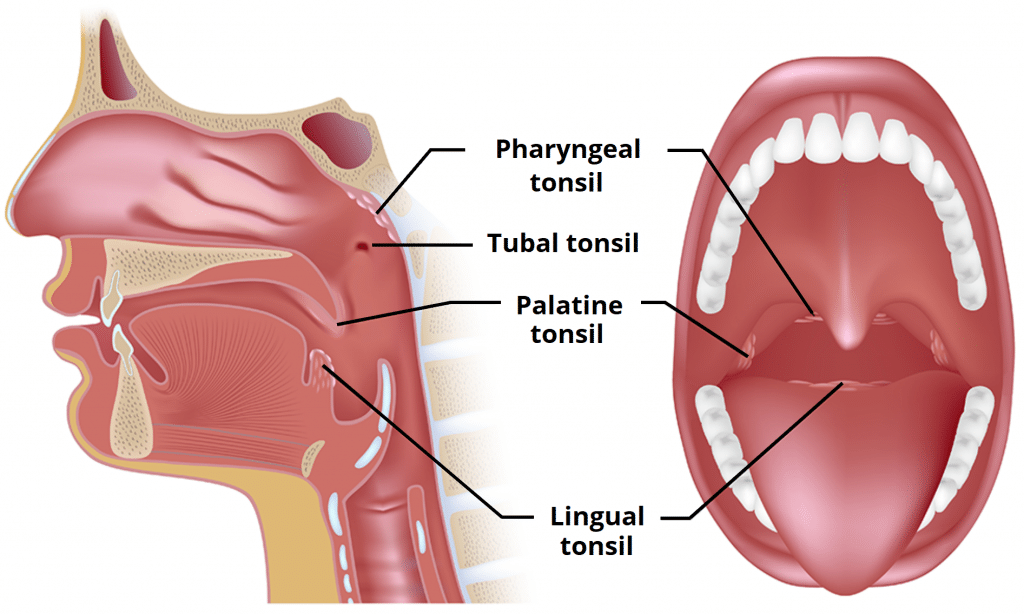 Pharyngeal
tonsil
Tubal tonsil
Palatine
tonsil
Lingual
tonsil